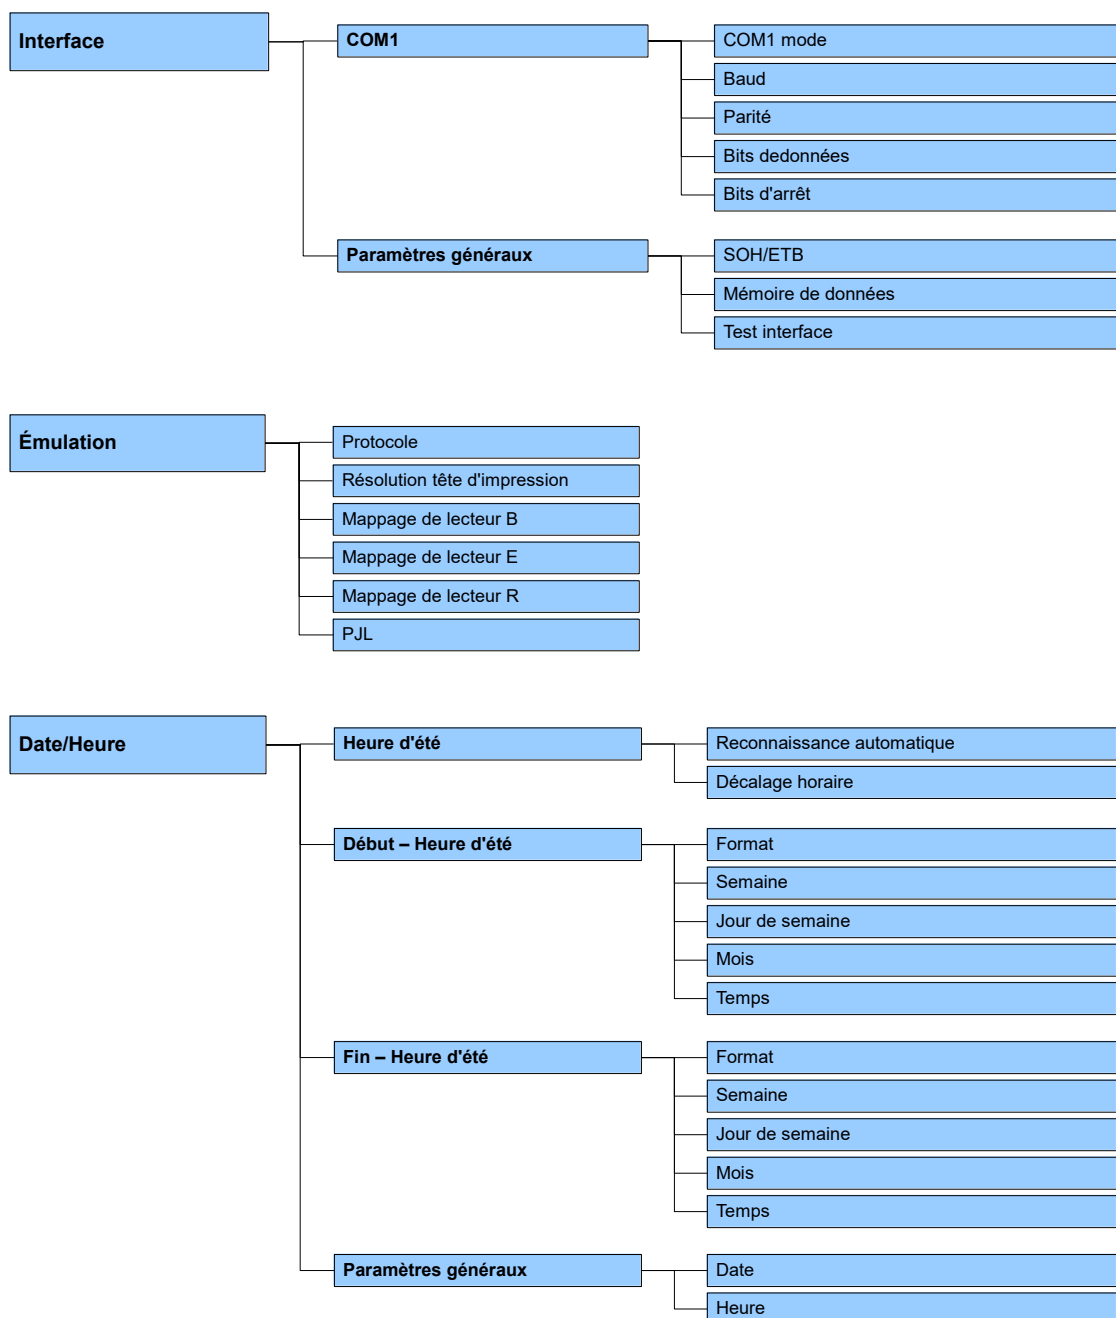 Interface
COM1
COM1 mode
Baud
Parité
Bits dedonnées
Bits d'arrêt
Paramètres généraux
SOH/ETB
Mémoire de données
Test interface
Émulation
Protocole
Résolution tête d'impression
Mappage de lecteur B
Mappage de lecteur E
Mappage de lecteur R
PJL
Date/Heure
Heure d'été
Reconnaissance automatique
Décalage horaire
Début – Heure d'été
Format
Semaine
Jour de semaine
Mois
Temps
Fin – Heure d'été
Format
Semaine
Jour de semaine
Mois
Temps
Paramètres généraux
Date
Heure